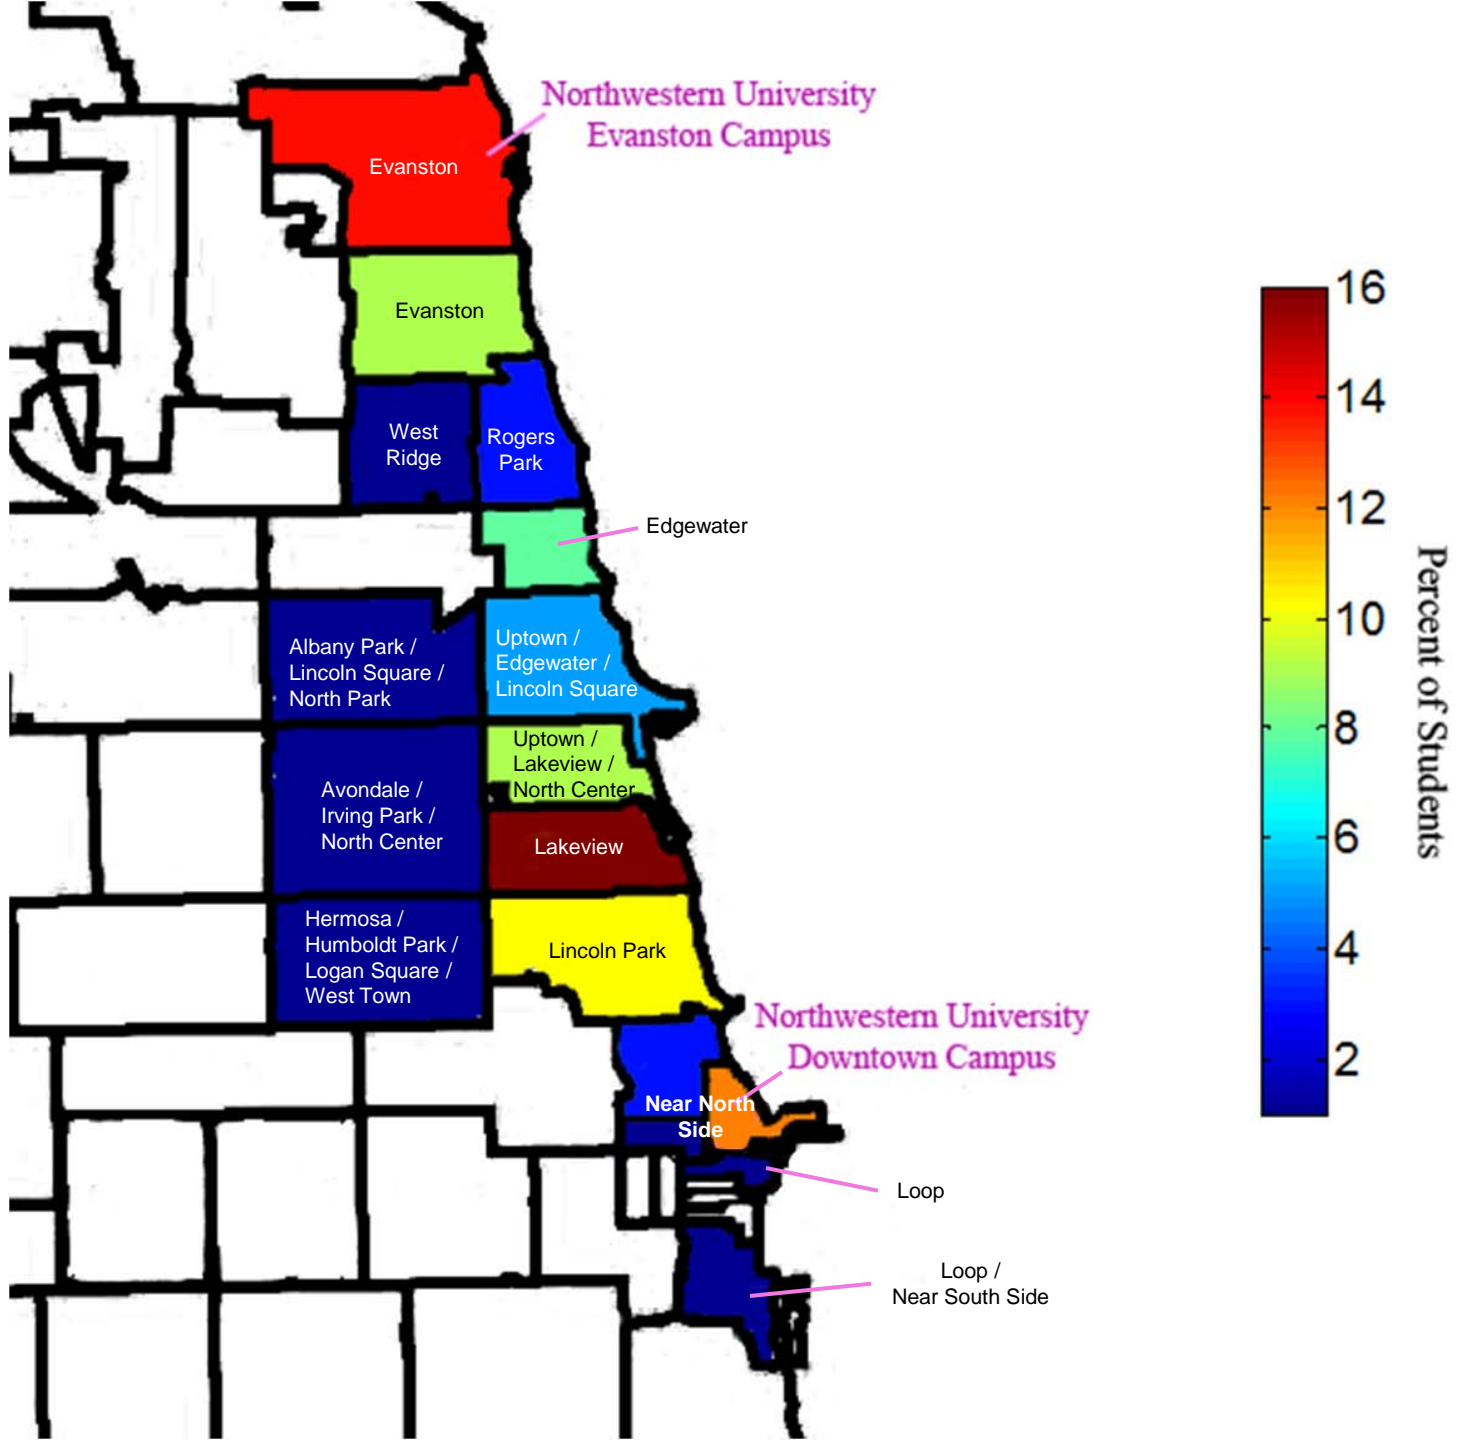 Northwestern University
Evanston Campus
Evanston
Evanston
West
Ridge
Rogers
Park
Edgewater
Albany Park /
Lincoln Square /
North Park
Uptown /
Edgewater /
Lincoln Square
Uptown /
Lakeview /
North Center
Avondale /
Irving Park /
North Center
Lakeview
Hermosa /
Humboldt Park /
Logan Square /
West Town
Lincoln Park
Northwestern University
Downtown Campus
Near North
Side
Loop
Loop /
Near South Side
16
14
12
10
8
6
4
2
Percent of Students